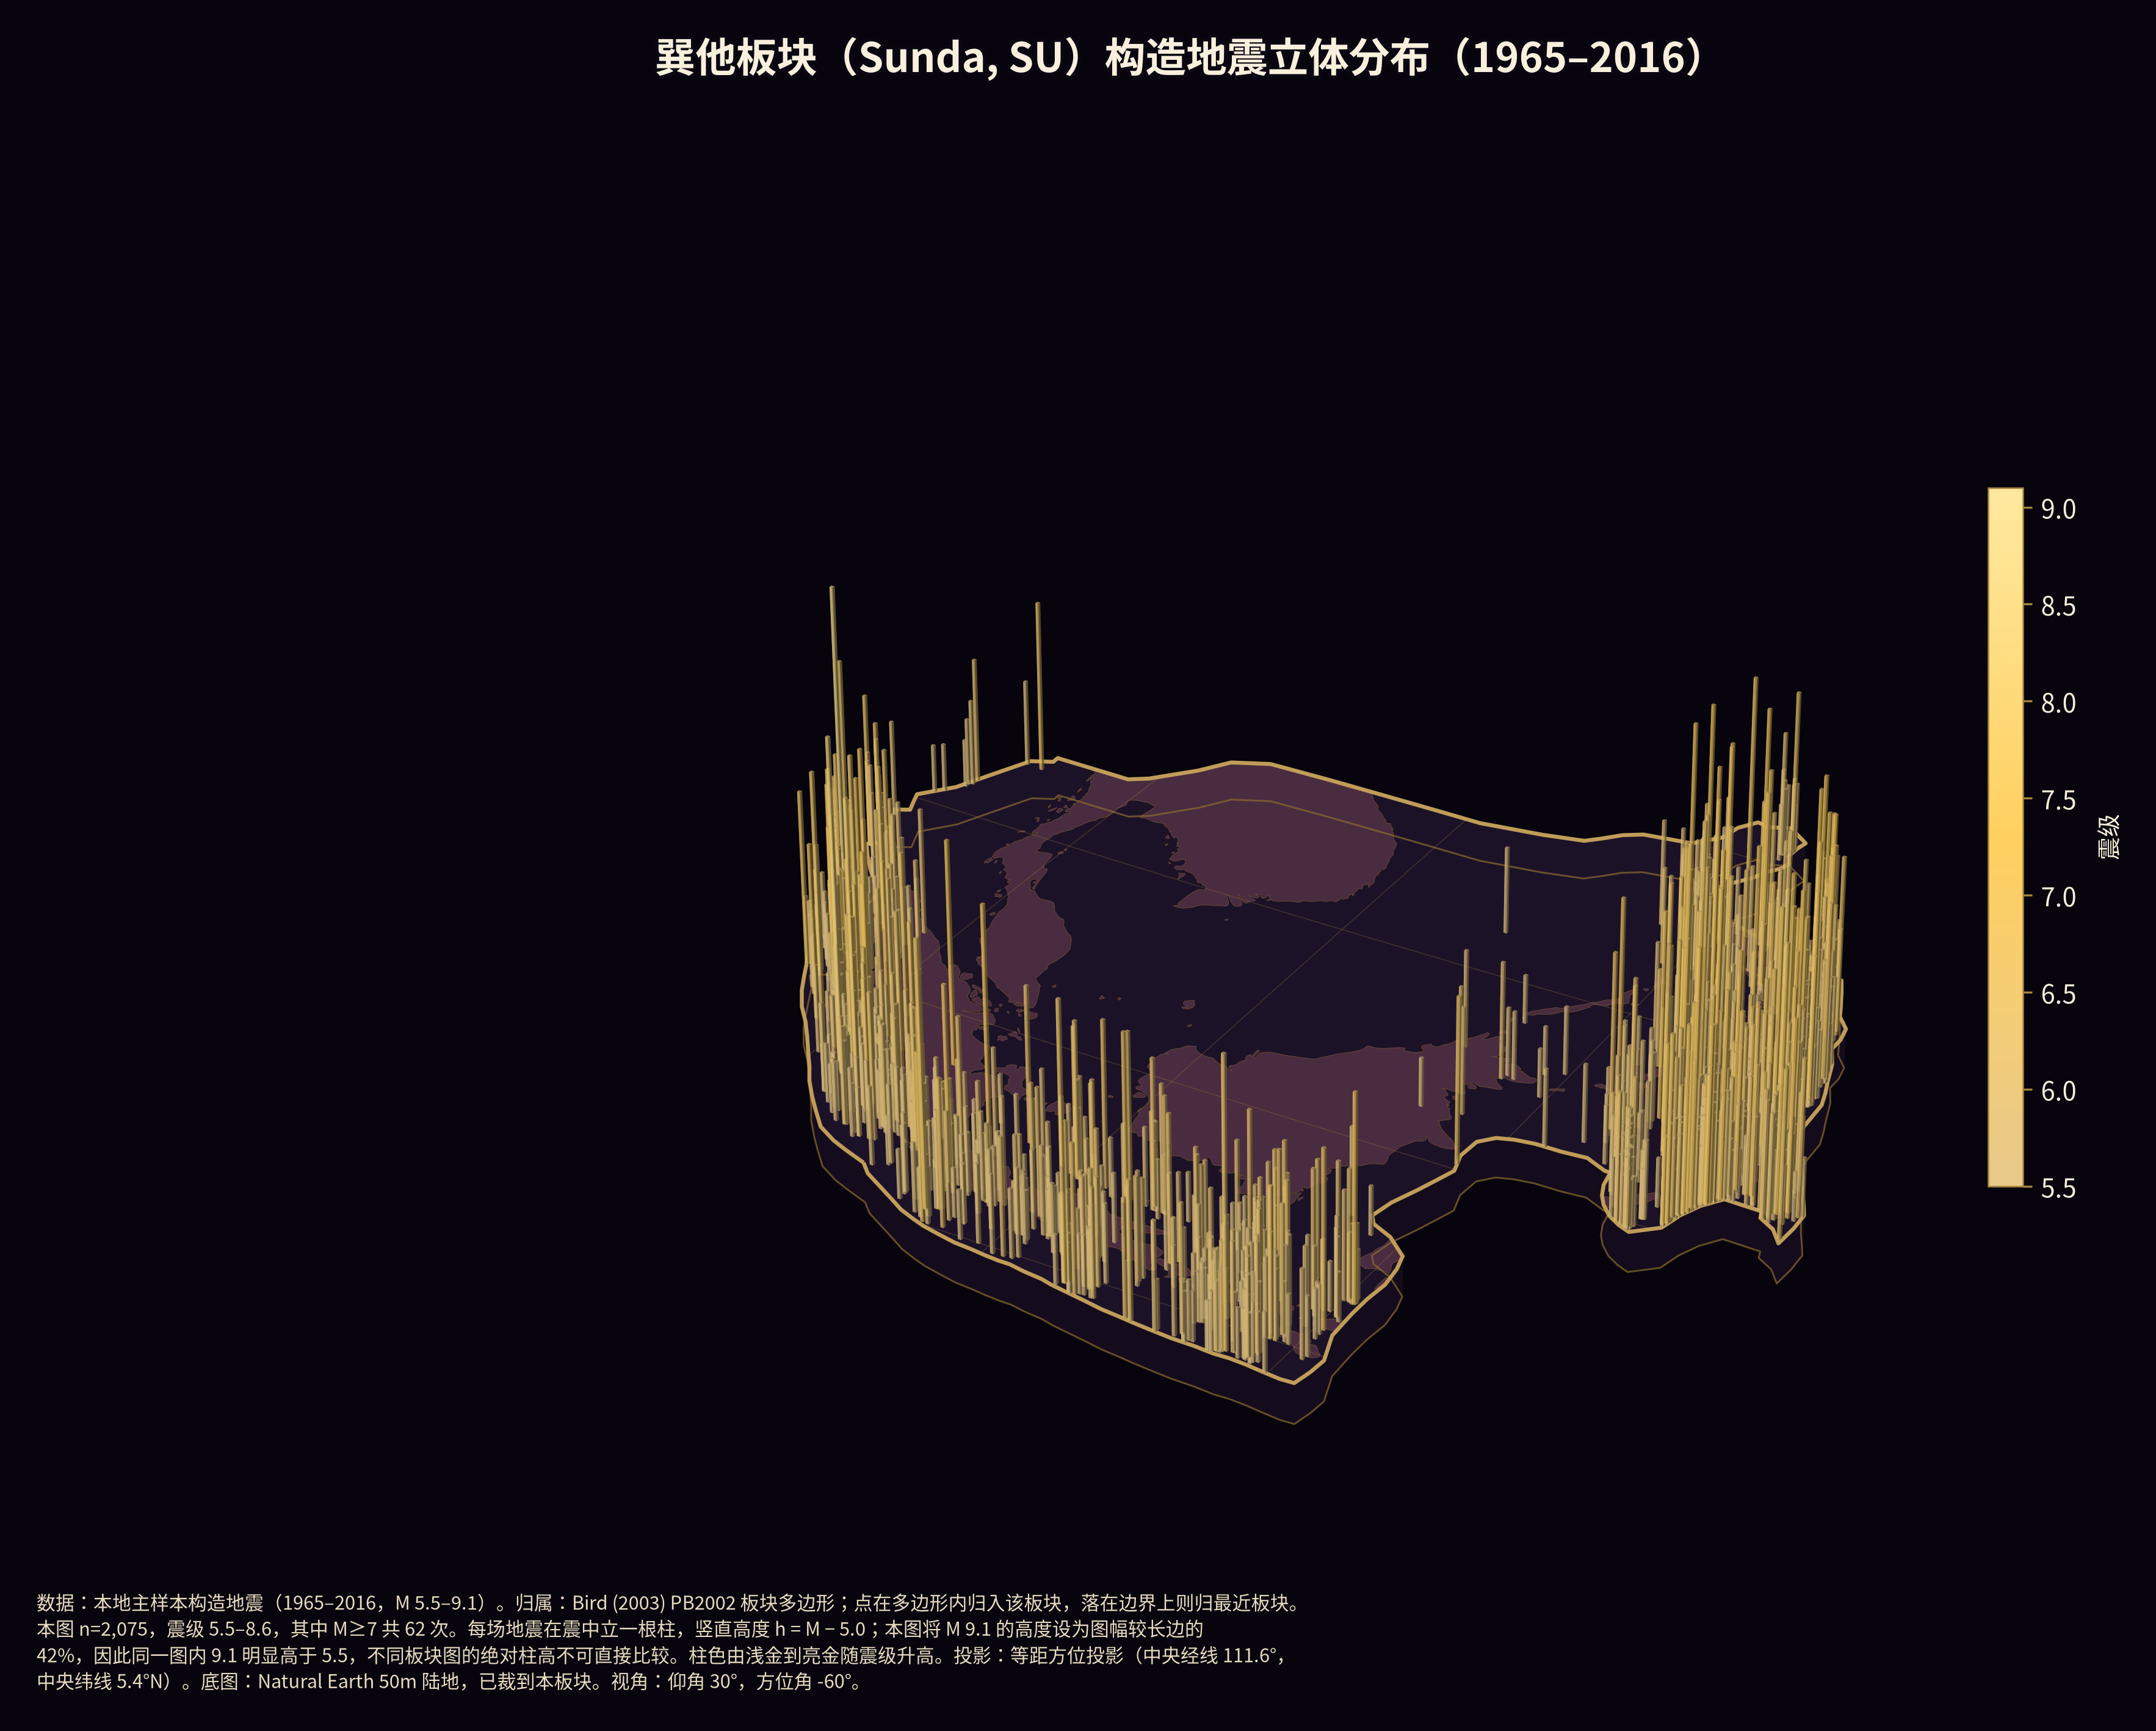 巽他板块（Sunda, SU）构造地震立体分布（1965–2016）
9.0
8.5
8.0
7.5
7.0
6.5
6.0
5.5
震级
数据：本地主样本构造地震（1965–2016，M 5.5–9.1）。归属：Bird (2003) PB2002 板块多边形；点在多边形内归入该板块，落在边界上则归最近板块。
本图 n=2,075，震级 5.5–8.6，其中 M≥7 共 62 次。每场地震在震中立一根柱，竖直高度 h = M − 5.0；本图将 M 9.1 的高度设为图幅较长边的
42%，因此同一图内 9.1 明显高于 5.5，不同板块图的绝对柱高不可直接比较。柱色由浅金到亮金随震级升高。投影：等距方位投影（中央经线 111.6°，
中央纬线 5.4°N）。底图：Natural Earth 50m 陆地，已裁到本板块。视角：仰角 30°，方位角 -60°。